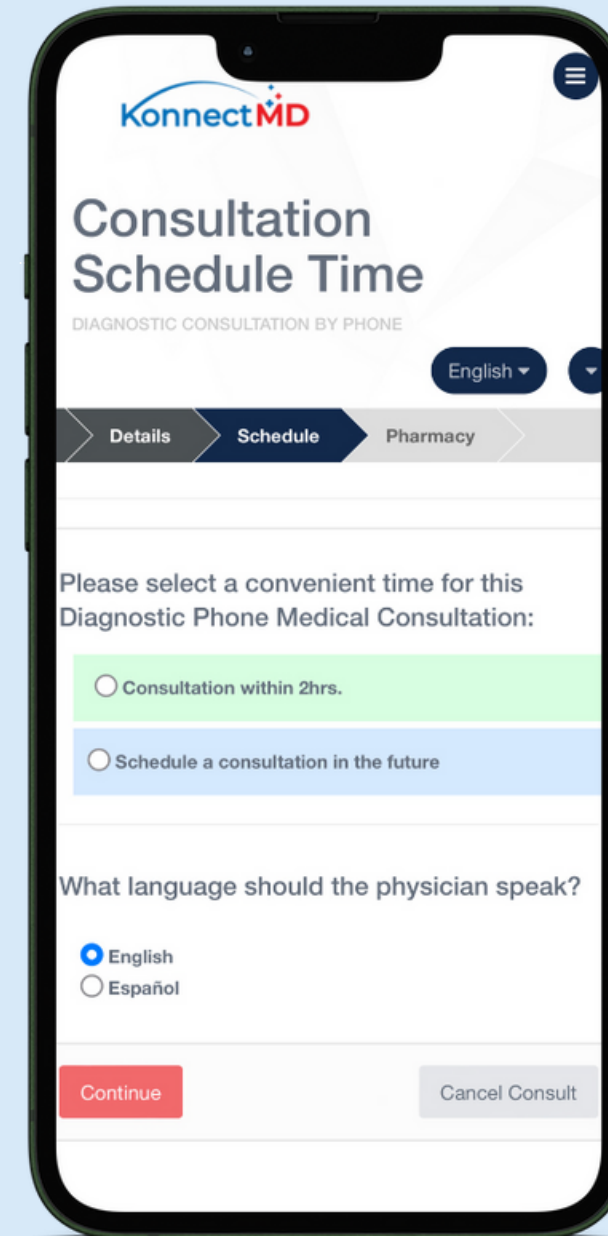 KonnectMD
Consultation
Schedule Time
DIAGNOSTIC CONSULTATION BY PHONE
English
Details Schedule Pharmacy
Please select a convenient time for this
Diagnostic Phone Medical Consultation:
Consultation within 2hrs.
Schedule a consultation in the future
What language should the physician speak?
English
Español
Continue Cancel Consult